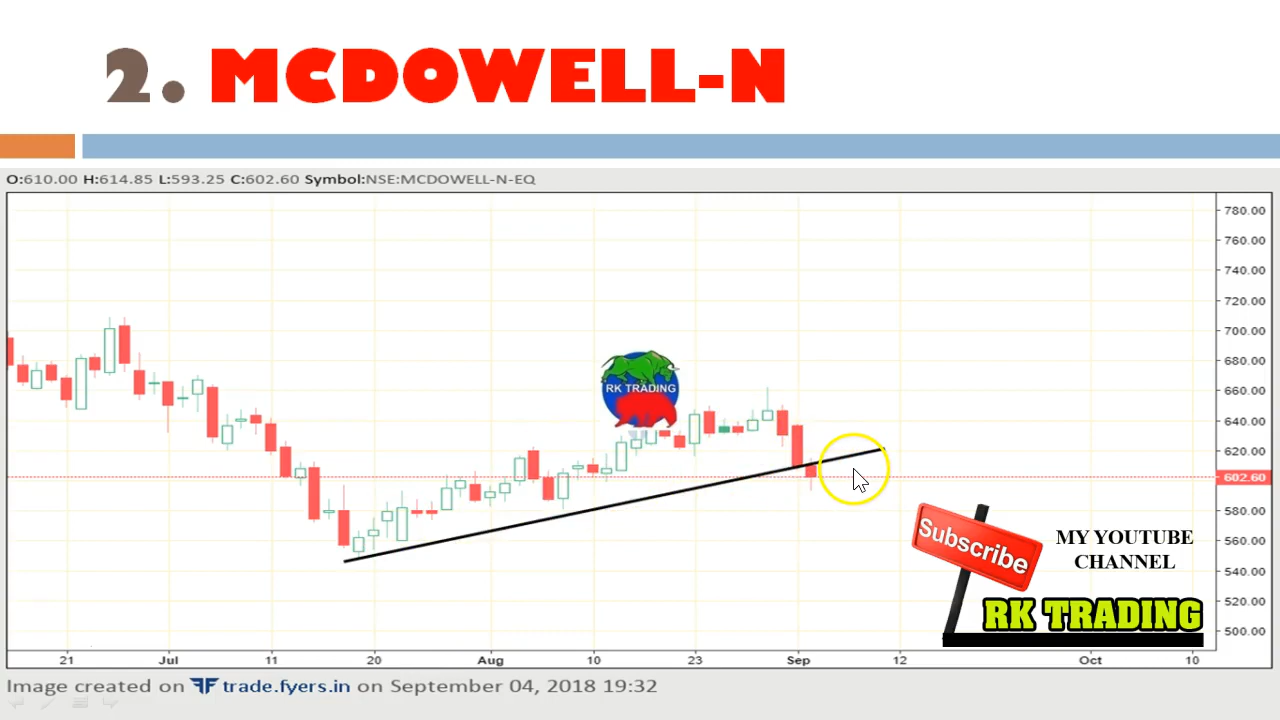 2. MCDOWELL-N
O:610.00 H:614.85 L:593.25 C:602.60 Symbol:NSE:MCDOWELL-N-EQ
780.00
760.00
740.00
720.00
700.00
680.00
660.00
640.00
620.00
602.60
580.00
560.00
540.00
520.00
500.00
RK TRADING
Subscribe
MY YOUTUBE
CHANNEL
RK TRADING
21 Jul 11 20 Aug 10 23 Sep 12 Oct 10
Image created on trade.fyers.in on September 04, 2018 19:32